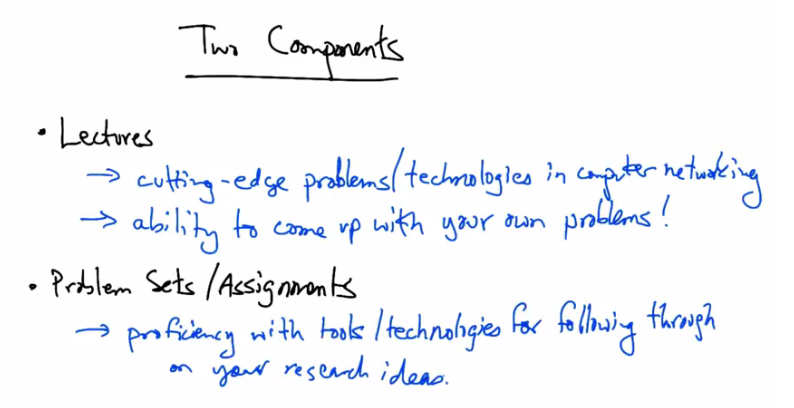 Two Components
• Lectures
→ cutting-edge problems/technologies in computer networking
→ ability to come up with your own problems!
• Problem Sets/Assignments
→ proficiency with tools/technologies for following through
on your research ideas.